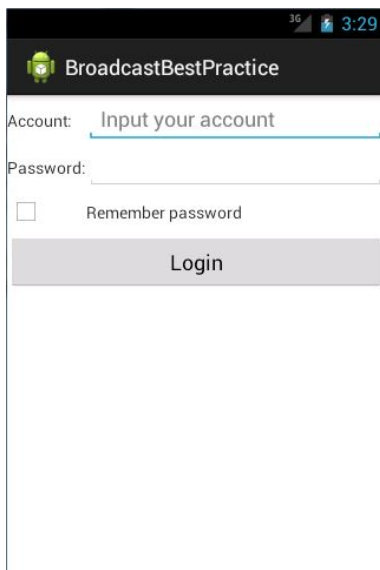 3G 3:29
BroadcastBestPractice
Account: Input your account
Password:
Remember password
Login